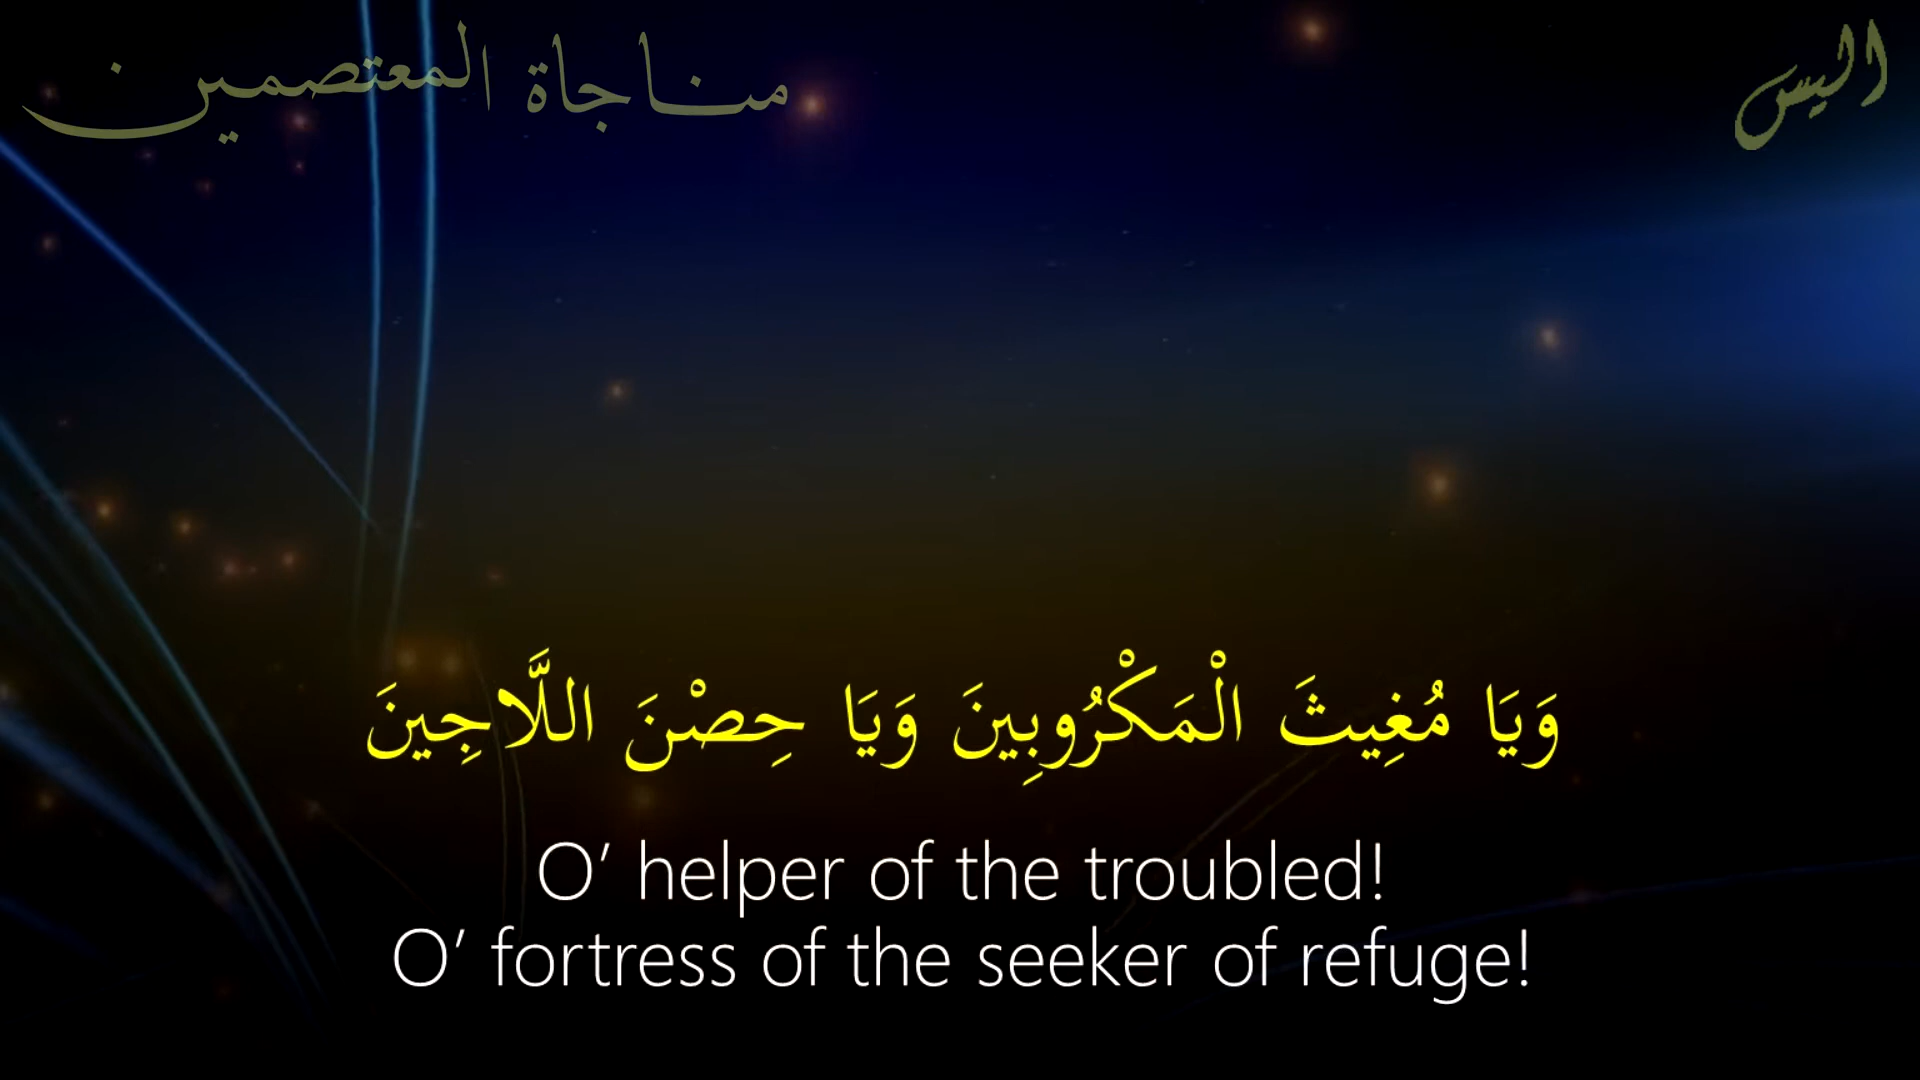 مناجاة المعتصمين
اليس
وَيَا مُغِيثَ الْمَكْرُوبِينَ وَيَا حِصْنَ اللَّاجِينَ
O’ helper of the troubled!
O’ fortress of the seeker of refuge!